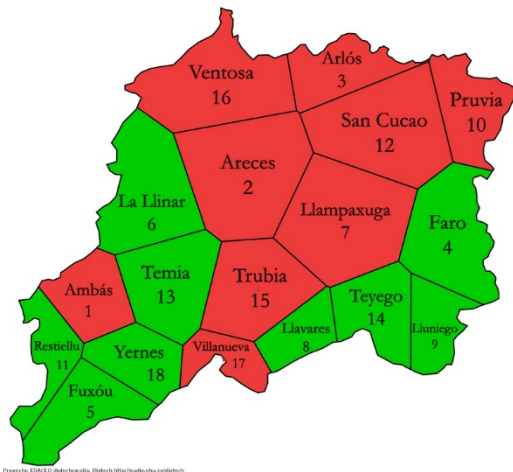 Ventosa
16
Arlós
3
Pruvia
10
San Cucao
12
Areces
2
La Llinar
6
Llampaxuga
7
Faro
4
Temia
13
Trubia
15
Ambás
1
Teyego
14
Llavares
8
Lluniego
9
Restiellu
11
Yernes
18
Villanueva
17
Fuxóu
5